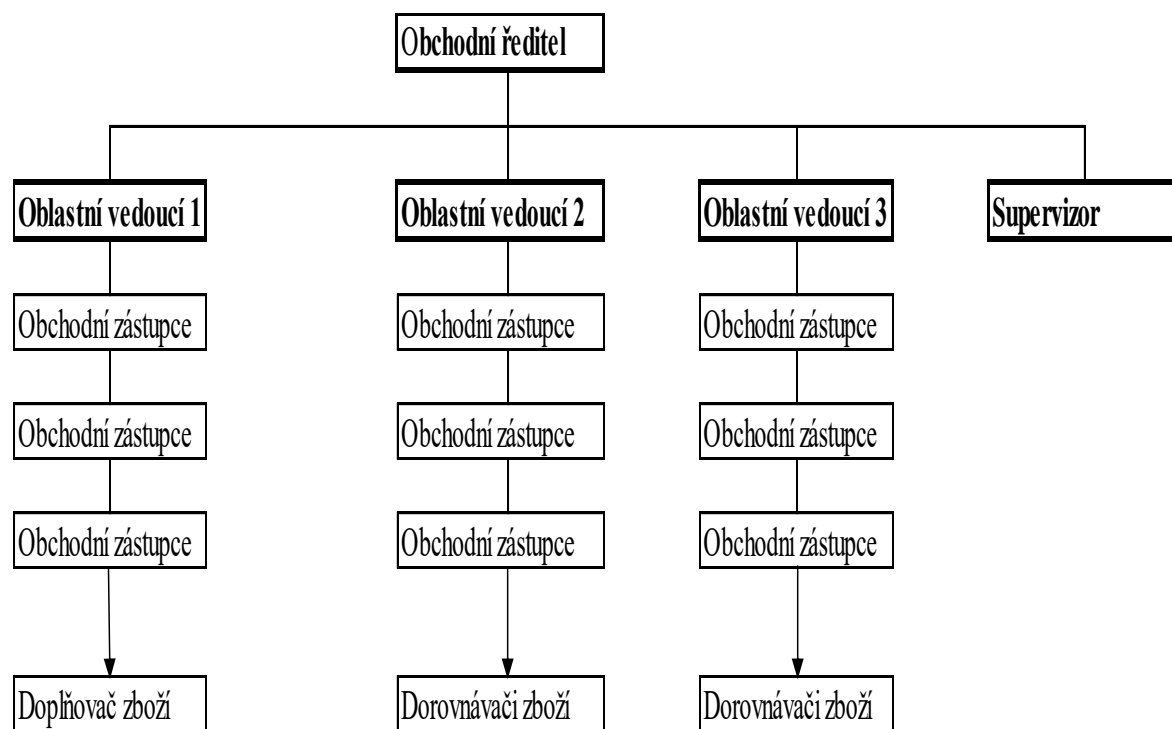 Obchodní ředitel
Oblastní vedoucí 1
Oblastní vedoucí 2
Oblastní vedoucí 3
Supervizor
Obchodní zástupce
Obchodní zástupce
Obchodní zástupce
Obchodní zástupce
Obchodní zástupce
Obchodní zástupce
Obchodní zástupce
Obchodní zástupce
Obchodní zástupce
Doplňovač zboží
Dorovnávači zboží
Dorovnávači zboží